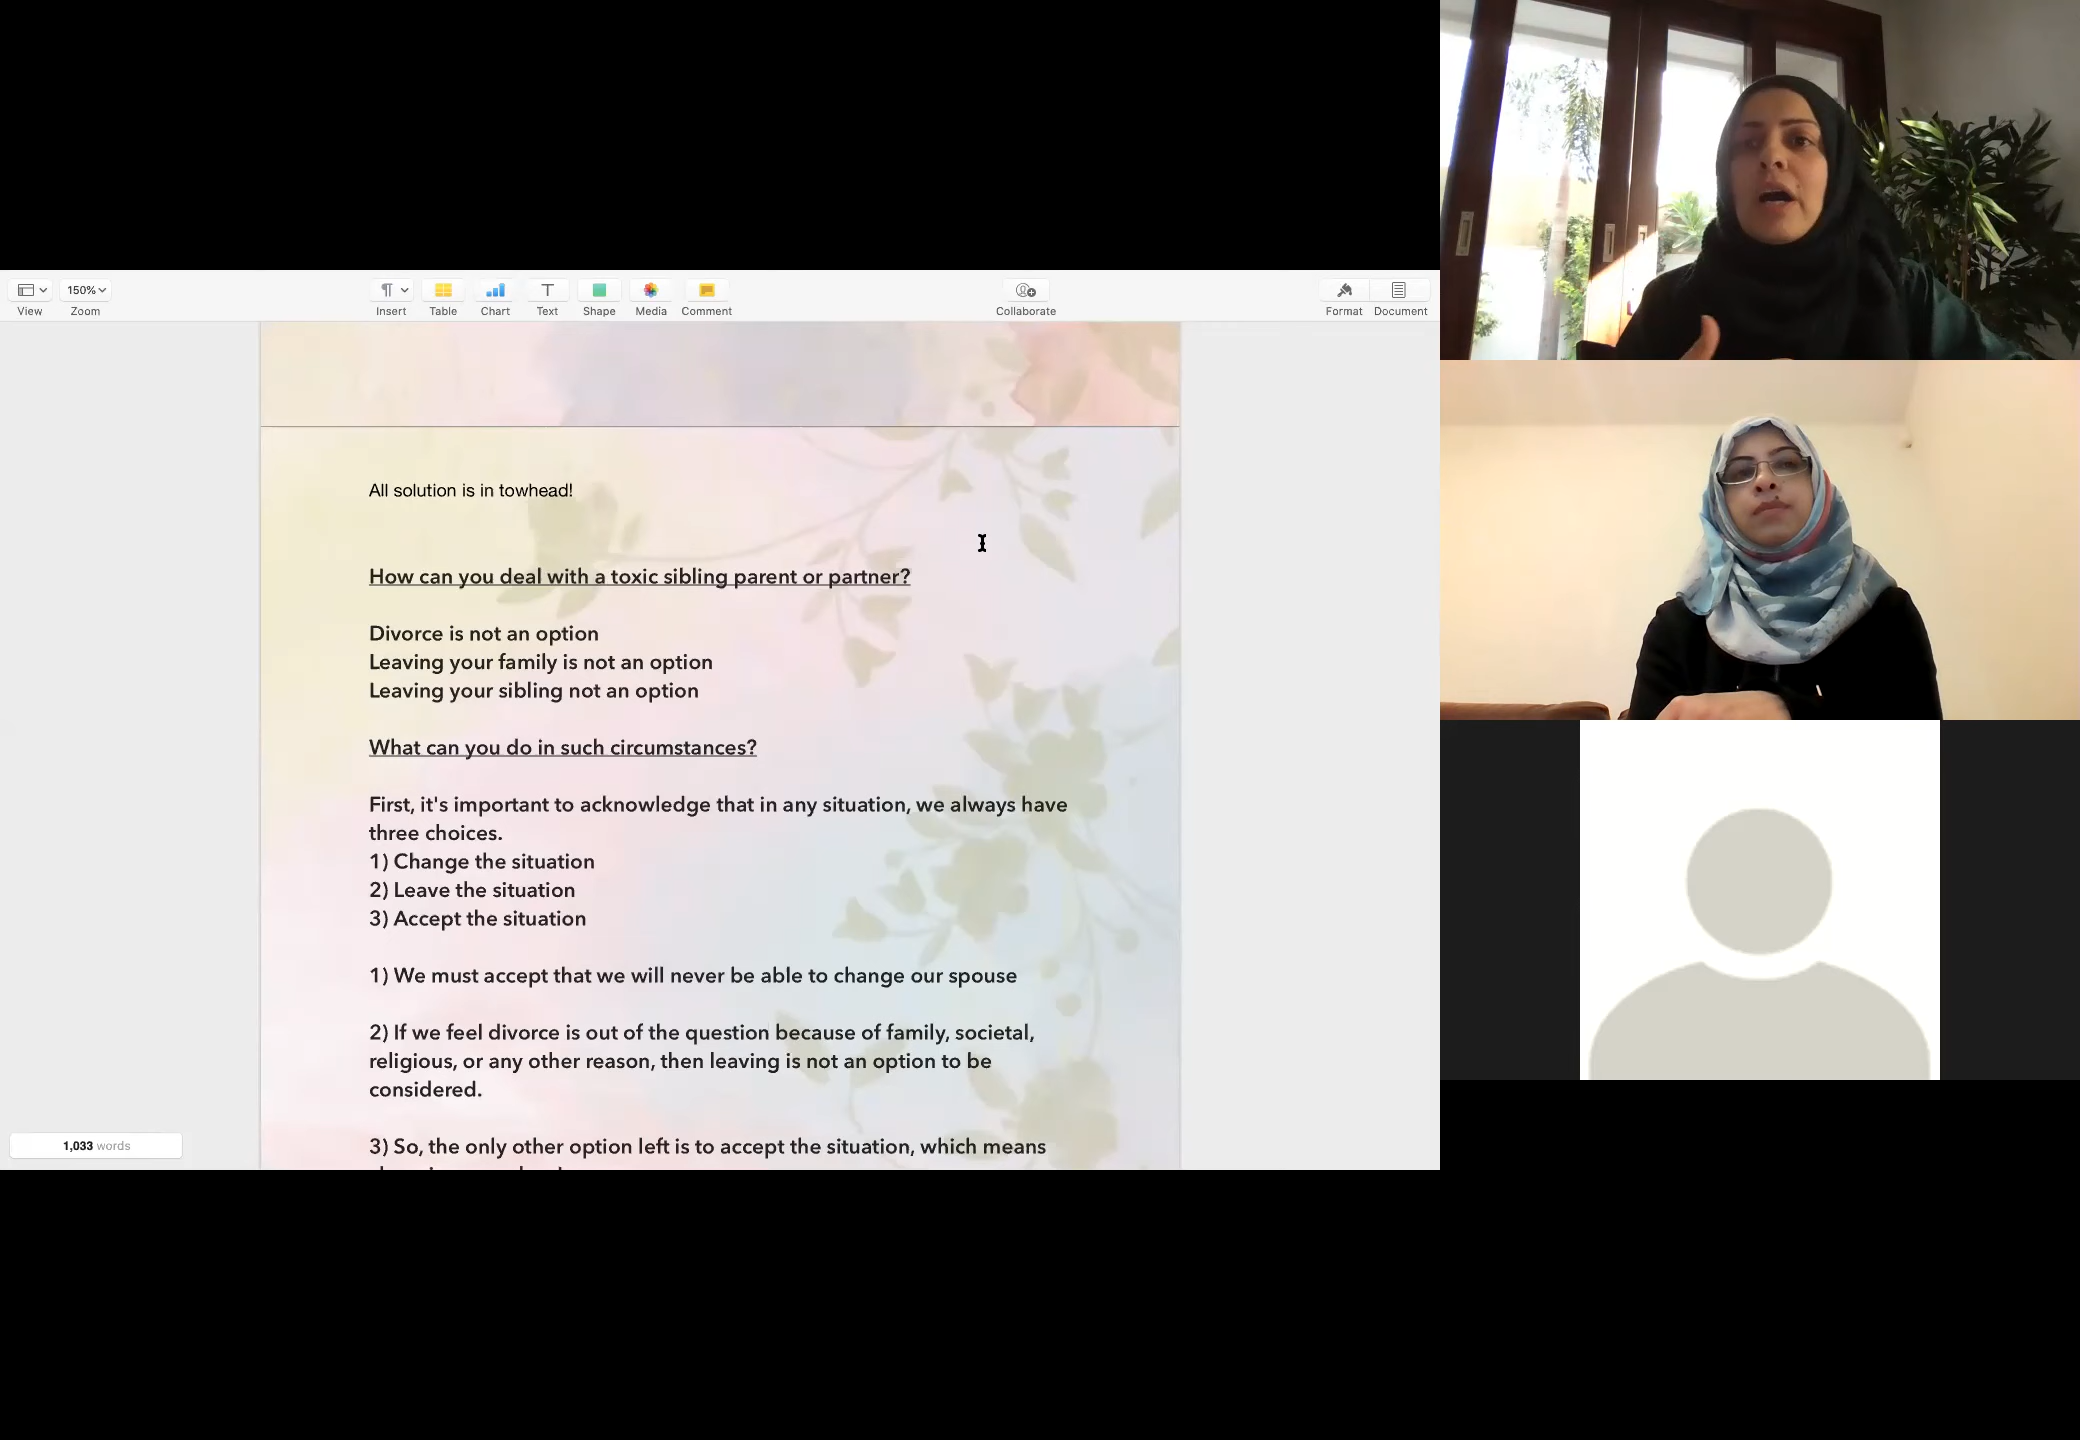 150%
View
Zoom
Insert
Table
Chart
Text
Shape
Media
Comment
Collaborate
Format
Document
All solution is in towhead!
How can you deal with a toxic sibling parent or partner?
Divorce is not an option
Leaving your family is not an option
Leaving your sibling not an option
What can you do in such circumstances?
First, it's important to acknowledge that in any situation, we always have
three choices.
1) Change the situation
2) Leave the situation
3) Accept the situation
1) We must accept that we will never be able to change our spouse
2) If we feel divorce is out of the question because of family, societal,
religious, or any other reason, then leaving is not an option to be
considered.
3) So, the only other option left is to accept the situation, which means
1,033 words